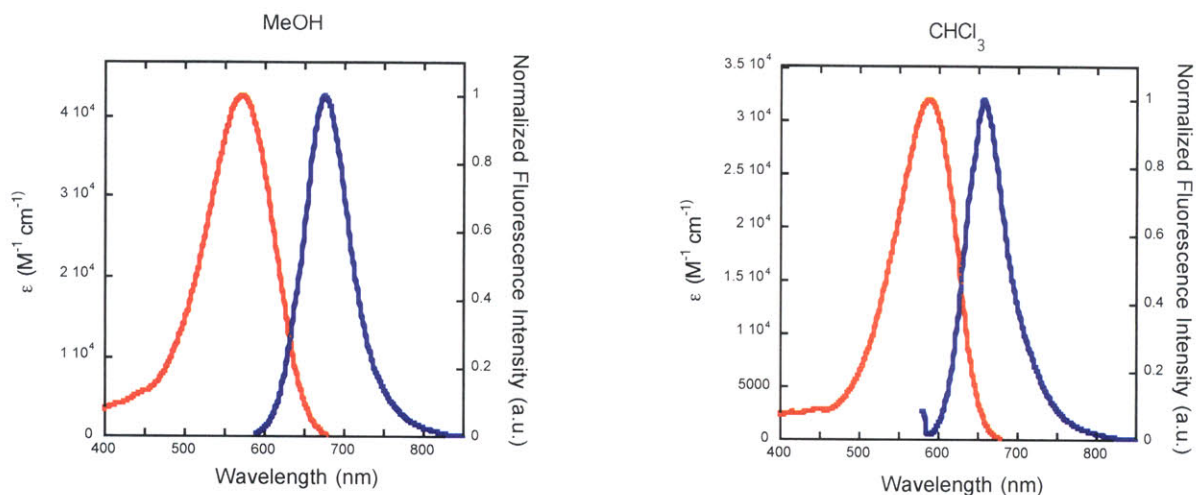 MeOH
4 10⁴
3 10⁴
2 10⁴
1 10⁴
0
ε (M⁻¹ cm⁻¹)
400 500 600 700 800
Wavelength (nm)
1
0.8
0.6
0.4
0.2
0
Normalized Fluorescence Intensity (a.u.)
CHCl₃
3.5 10⁴
3 10⁴
2.5 10⁴
2 10⁴
1.5 10⁴
1 10⁴
5000
0
ε (M⁻¹ cm⁻¹)
400 500 600 700 800
Wavelength (nm)
1
0.8
0.6
0.4
0.2
0
Normalized Fluorescence Intensity (a.u.)